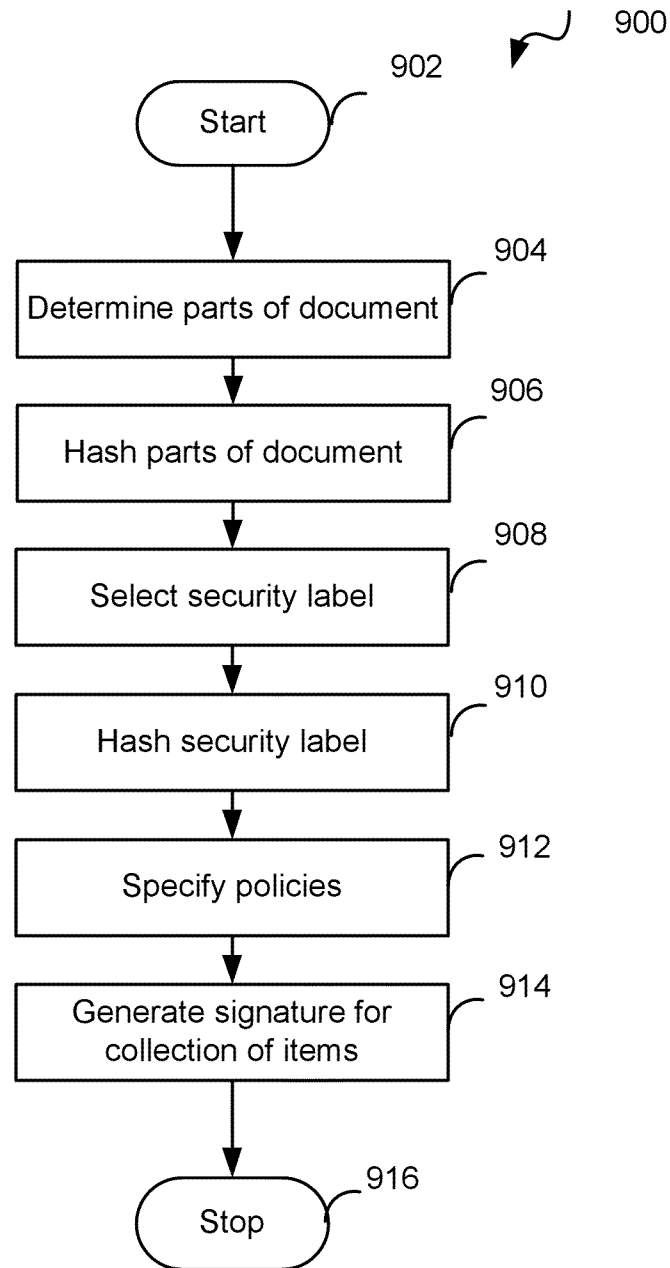 900
902
Start
904
Determine parts of document
906
Hash parts of document
908
Select security label
910
Hash security label
912
Specify policies
914
Generate signature for
collection of items
916
Stop